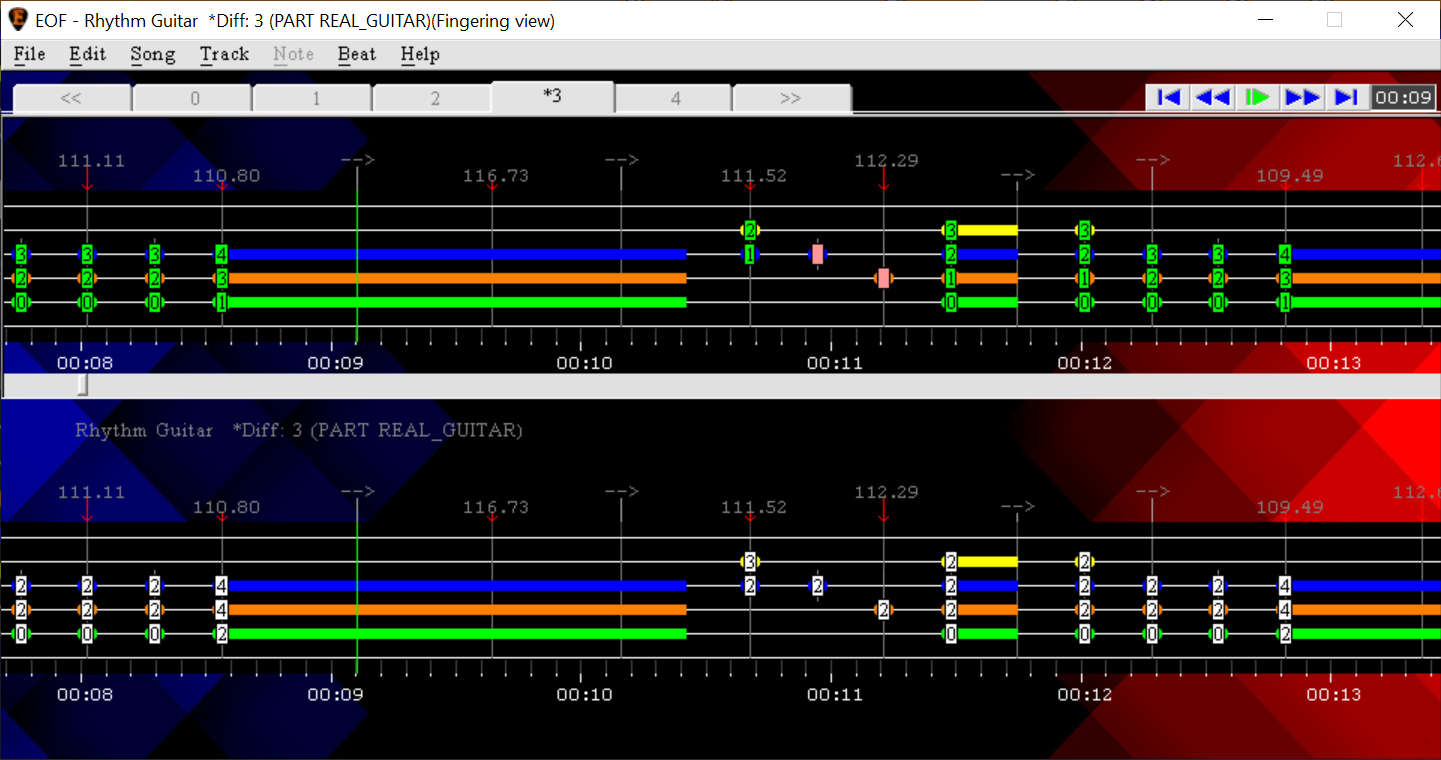 EOF - Rhythm Guitar *Diff: 3 (PART REAL_GUITAR)(Fingering view)
File Edit Song Track Note Beat Help
<< 0 1 2 *3 4 >> 00:09
111.11 --> --> 112.29 --> 112.6
110.80 116.73 111.52 --> 109.49
2 3 3
3 3 3 4 1 2 2 3 3 4
2 2 2 3 1 1 2 2 3
0 0 0 1 0 0 0 0 1
00:08 00:09 00:10 00:11 00:12 00:13
Rhythm Guitar *Diff: 3 (PART REAL_GUITAR)
111.11 --> --> 112.29 --> 112.6
110.80 116.73 111.52 --> 109.49
3 2 2
2 2 2 4 2 2 2 2 2 2 4
2 2 2 4 2 2 2 2 2 4
0 0 0 2 0 0 0 0 2
00:08 00:09 00:10 00:11 00:12 00:13